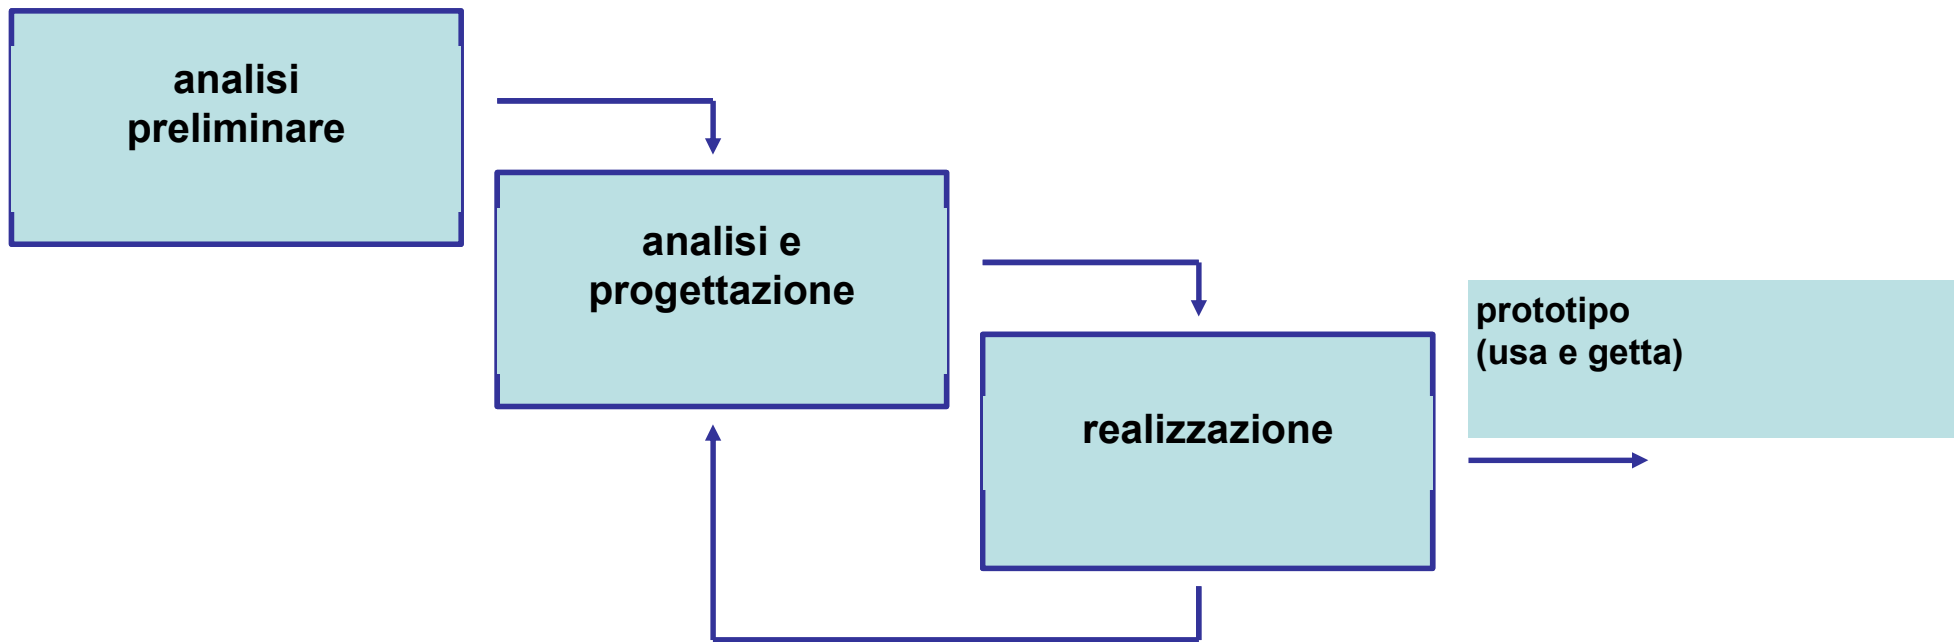 analisi
preliminare
analisi e
progettazione
prototipo
(usa e getta)
realizzazione